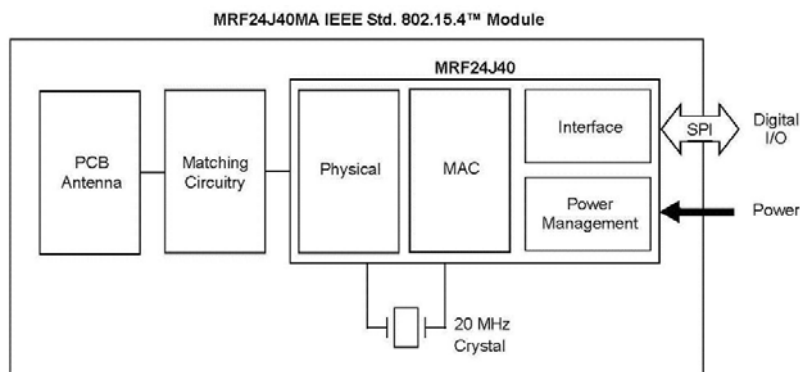 MRF24J40MA IEEE Std. 802.15.4™ Module
MRF24J40
PCB
Antenna
Matching
Circuitry
Physical
MAC
Interface
Power
Management
SPI
Digital
I/O
Power
20 MHz
Crystal